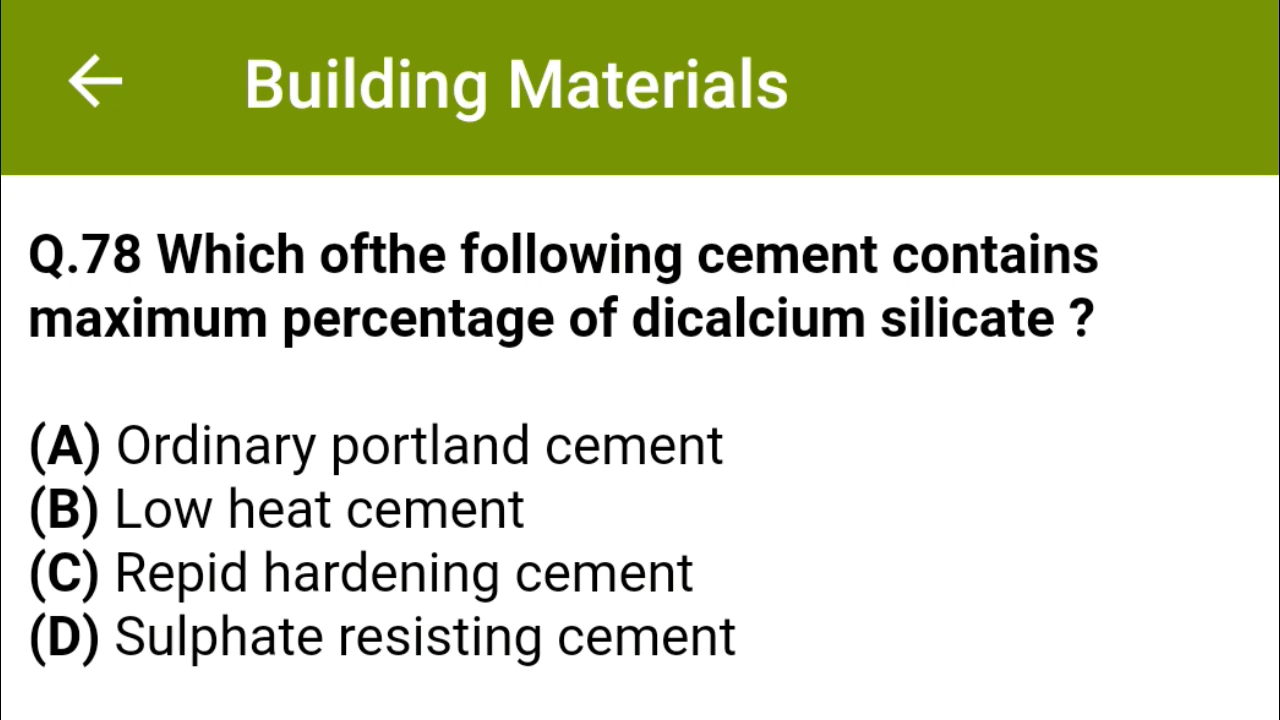 Building Materials
Q.78 Which ofthe following cement contains
maximum percentage of dicalcium silicate ?
(A) Ordinary portland cement
(B) Low heat cement
(C) Repid hardening cement
(D) Sulphate resisting cement